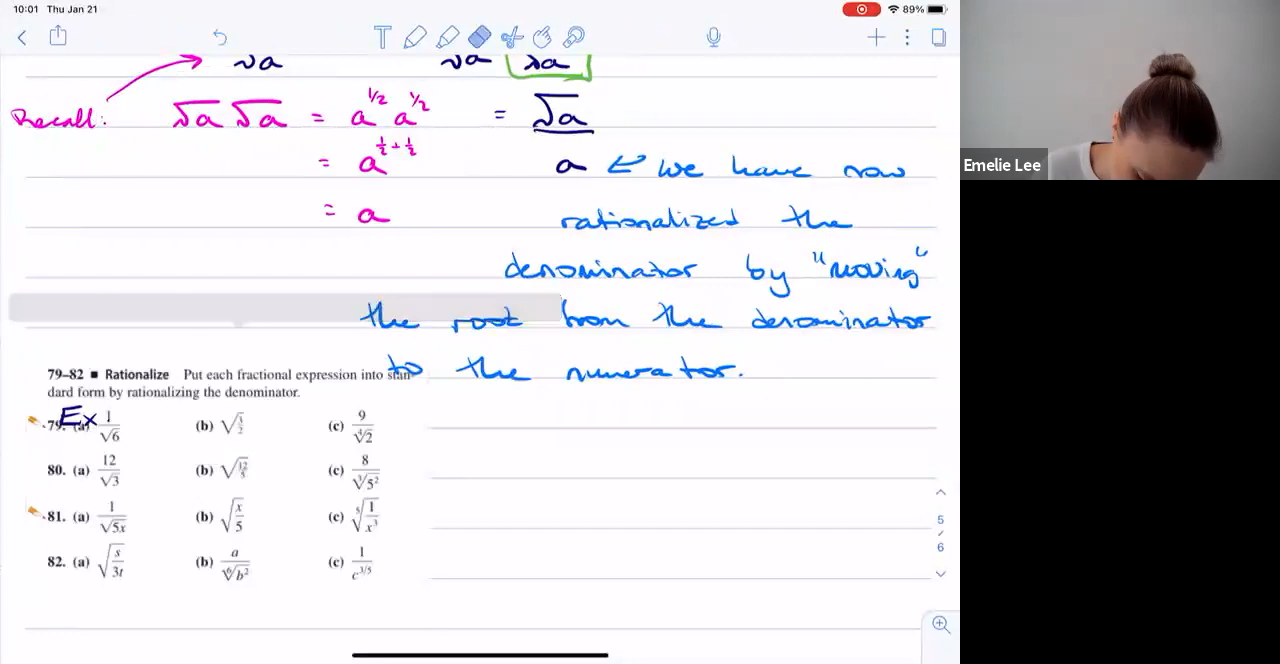 10:01 Thu Jan 21
89%
√a √a √a
Recall: √a √a = a^1/2 a^1/2 = √a
= a^1/2 + 1/2 a ← we have now
= a rationalized the
denominator by "moving"
the root from the denominator
to the numerator.
79–82 ■ Rationalize Put each fractional expression into stan-
dard form by rationalizing the denominator.
Ex
79. (a) 1/√6 (b) √(3/2) (c) 9/∜2
80. (a) 12/√3 (b) √(12/5) (c) 8/∛5²
81. (a) 1/√5x (b) √(x/5) (c) ⁵√(1/x³)
82. (a) √(s/3t) (b) a/⁶√b² (c) 1/c^3/5
5
/
6
Emelie Lee